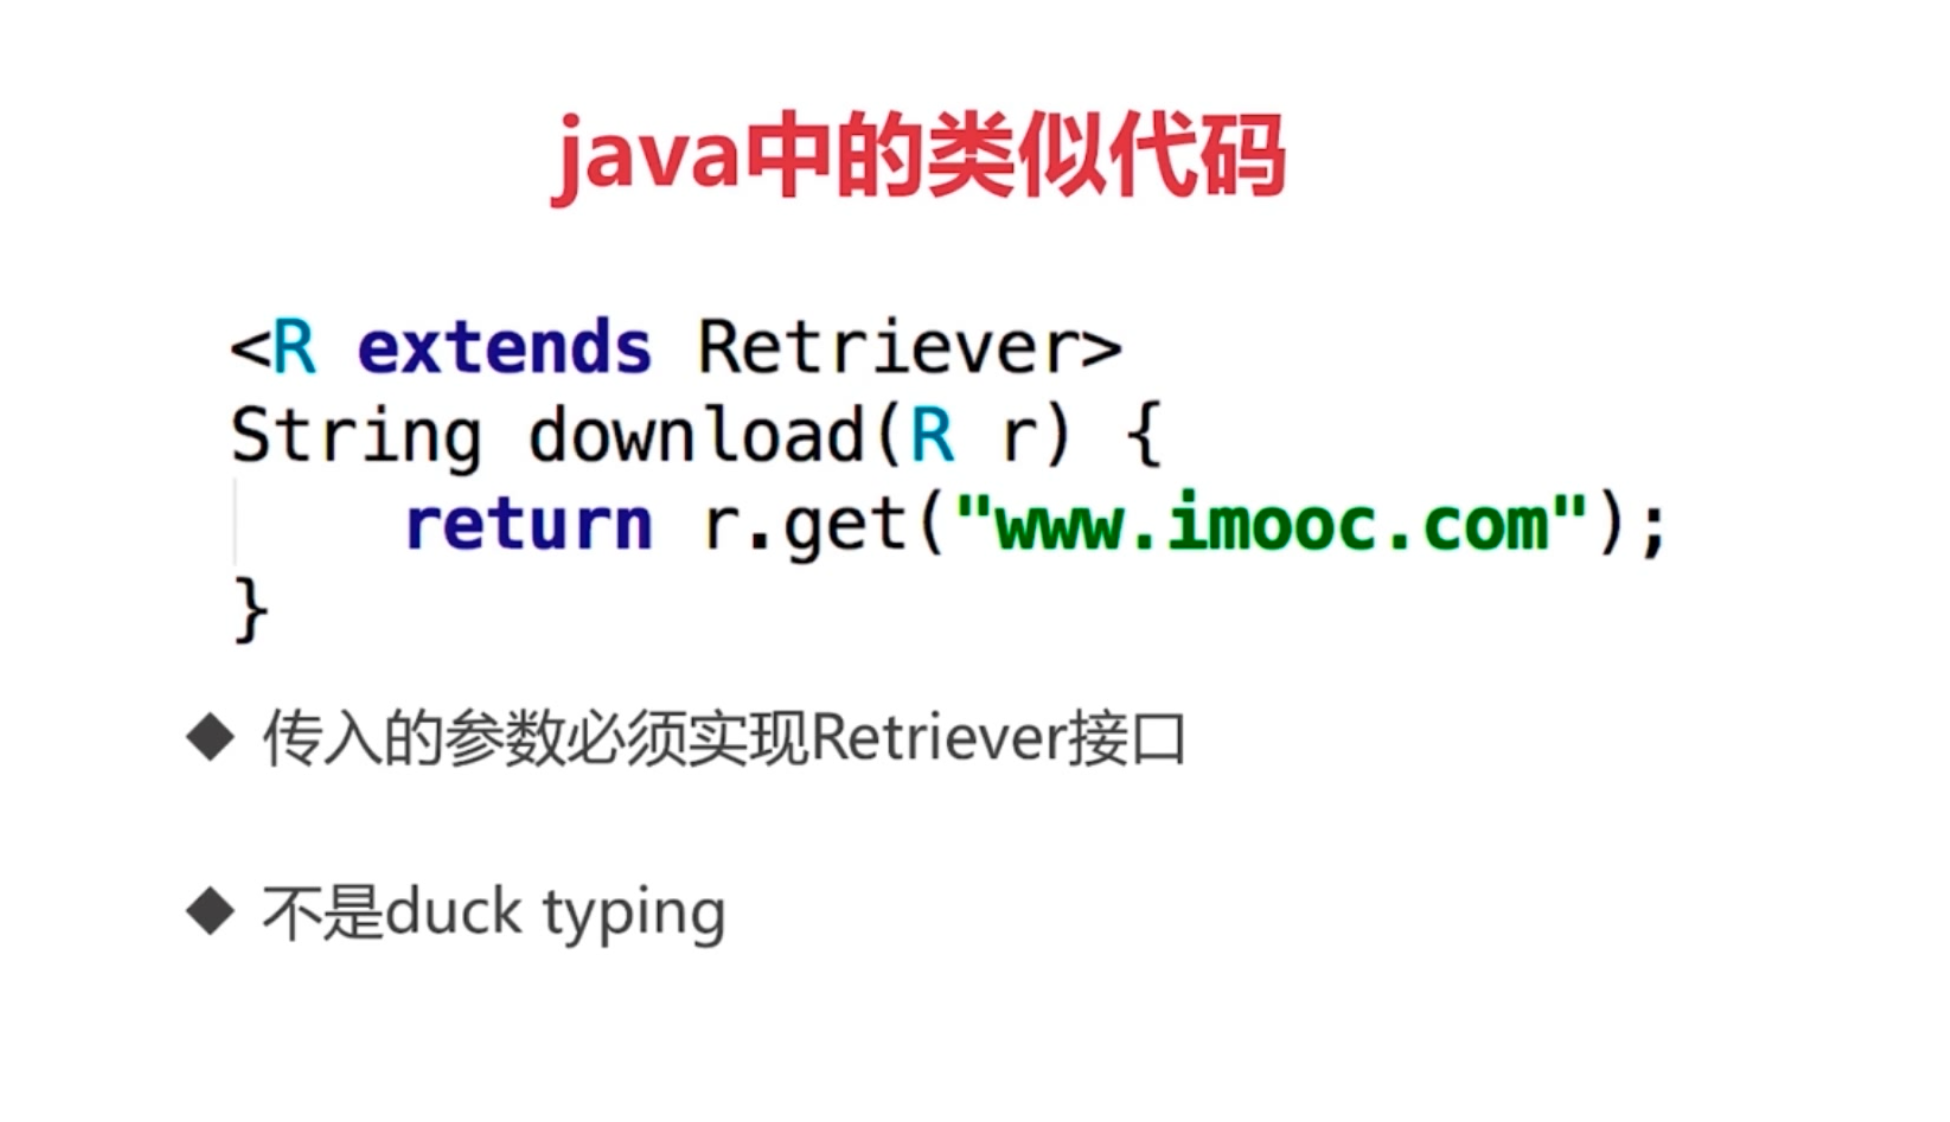 java中的类似代码
<R extends Retriever>
String download(R r) {
    return r.get("www.imooc.com");
}
◆ 传入的参数必须实现Retriever接口
◆ 不是duck typing